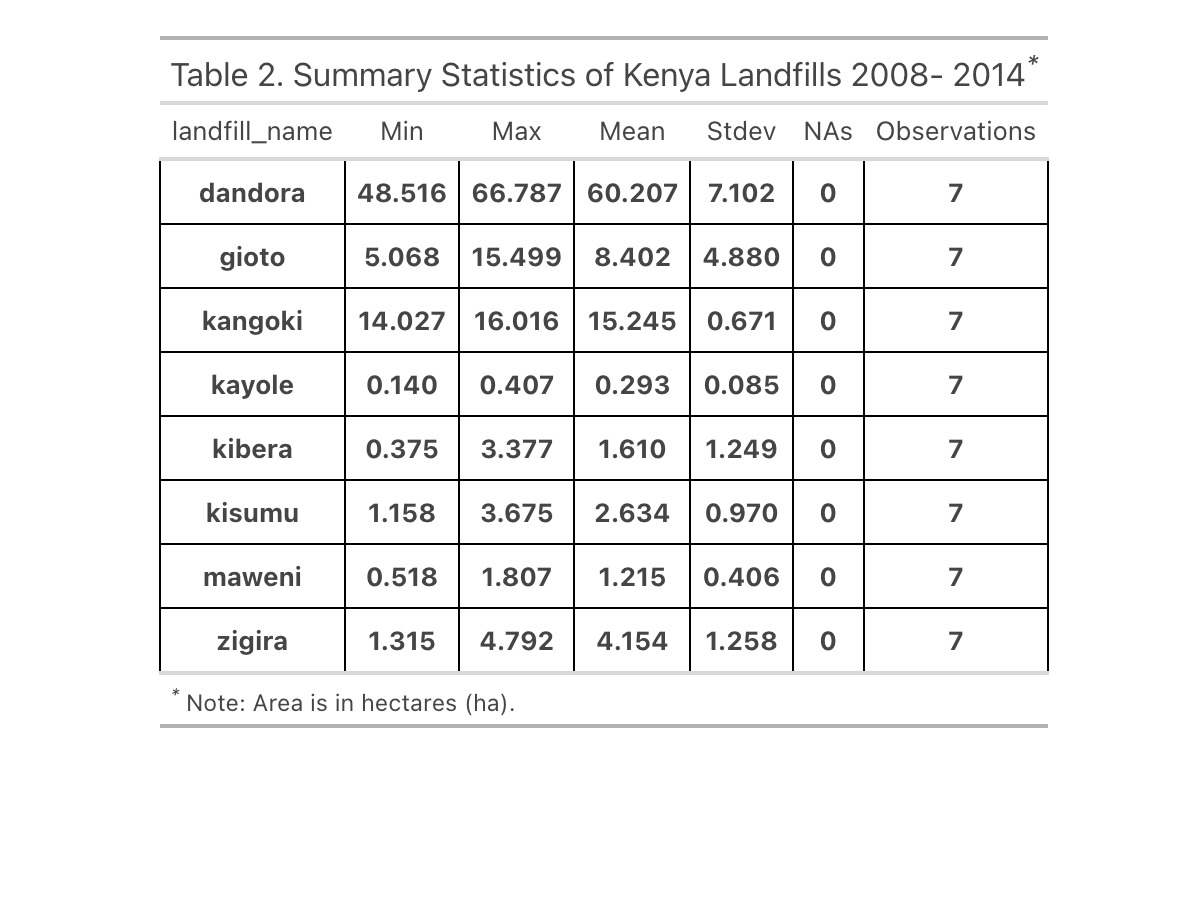 Table 2. Summary Statistics of Kenya Landfills 2008- 2014*
landfill_name Min Max Mean Stdev NAs Observations
dandora 48.516 66.787 60.207 7.102 0 7
gioto 5.068 15.499 8.402 4.880 0 7
kangoki 14.027 16.016 15.245 0.671 0 7
kayole 0.140 0.407 0.293 0.085 0 7
kibera 0.375 3.377 1.610 1.249 0 7
kisumu 1.158 3.675 2.634 0.970 0 7
maweni 0.518 1.807 1.215 0.406 0 7
zigira 1.315 4.792 4.154 1.258 0 7
* Note: Area is in hectares (ha).